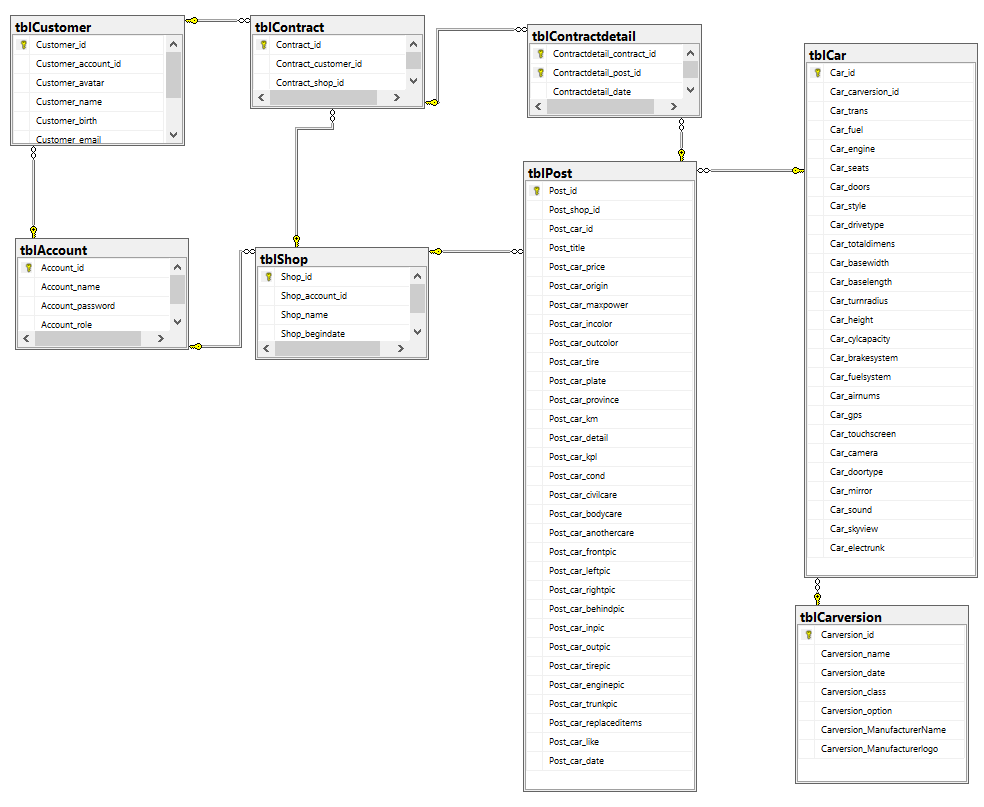 tblCustomer
Customer_id
Customer_account_id
Customer_avatar
Customer_name
Customer_birth
Customer_email
tblContract
Contract_id
Contract_customer_id
Contract_shop_id
tblContractdetail
Contractdetail_contract_id
Contractdetail_post_id
Contractdetail_date
tblCar
Car_id
Car_carversion_id
Car_trans
Car_fuel
Car_engine
Car_seats
Car_doors
Car_style
Car_drivetype
Car_totaldimens
Car_basewidth
Car_baselength
Car_turnradius
Car_height
Car_cylcapacity
Car_brakesystem
Car_fuelsystem
Car_airnums
Car_gps
Car_touchscreen
Car_camera
Car_doortype
Car_mirror
Car_sound
Car_skyview
Car_electrunk
tblPost
Post_id
Post_shop_id
Post_car_id
Post_title
Post_car_price
Post_car_origin
Post_car_maxpower
Post_car_incolor
Post_car_outcolor
Post_car_tire
Post_car_plate
Post_car_province
Post_car_km
Post_car_detail
Post_car_kpl
Post_car_cond
Post_car_civilcare
Post_car_bodycare
Post_car_anothercare
Post_car_frontpic
Post_car_leftpic
Post_car_rightpic
Post_car_behindpic
Post_car_inpic
Post_car_outpic
Post_car_tirepic
Post_car_enginepic
Post_car_trunkpic
Post_car_replaceditems
Post_car_like
Post_car_date
tblAccount
Account_id
Account_name
Account_password
Account_role
tblShop
Shop_id
Shop_account_id
Shop_name
Shop_begindate
tblCarversion
Carversion_id
Carversion_name
Carversion_date
Carversion_class
Carversion_option
Carversion_ManufacturerName
Carversion_Manufacturerlogo